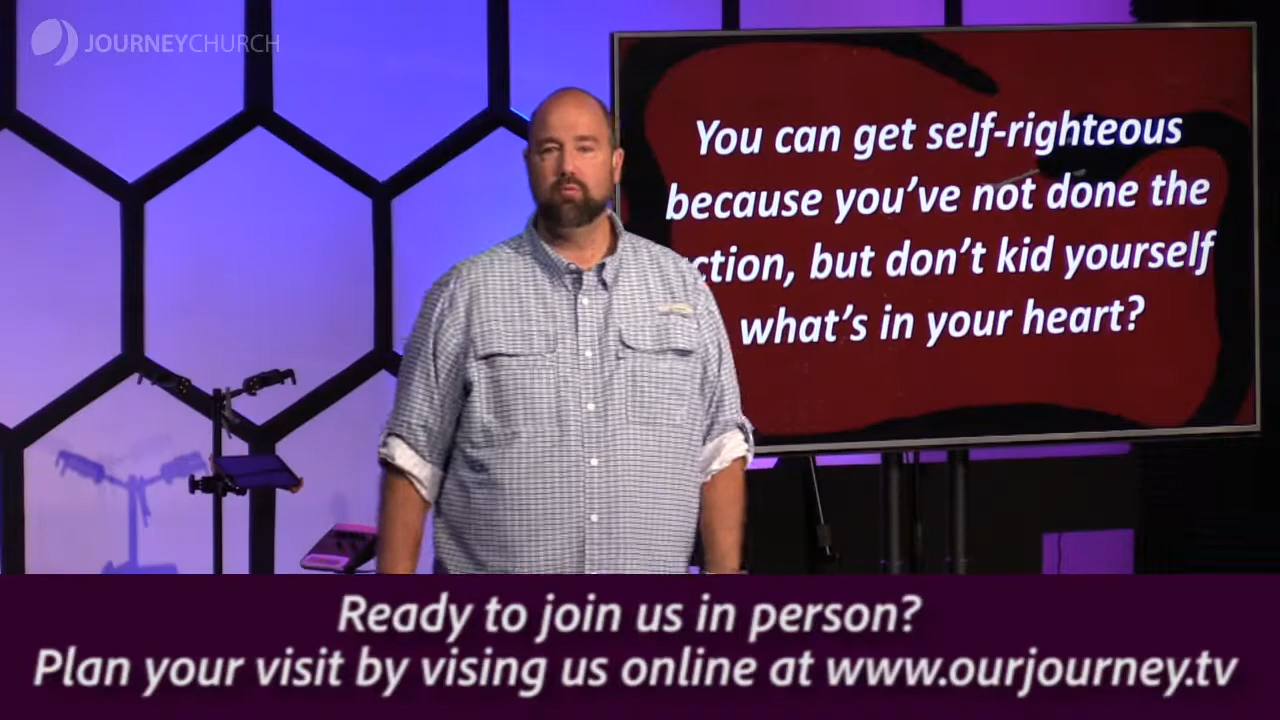 JOURNEYCHURCH
You can get self-righteous
because you've not done the
ction, but don't kid yourself
what's in your heart?
Ready to join us in person?
Plan your visit by vising us online at www.ourjourney.tv